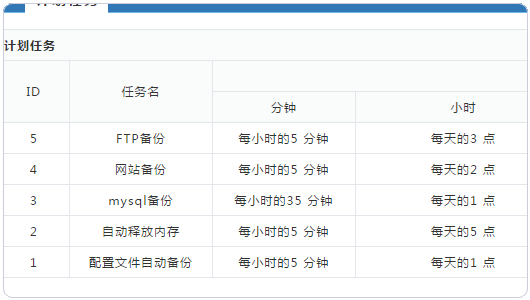 计划任务
ID 任务名
分钟 小时
5 FTP备份 每小时的5 分钟 每天的3 点
4 网站备份 每小时的5 分钟 每天的2 点
3 mysql备份 每小时的35 分钟 每天的1 点
2 自动释放内存 每小时的5 分钟 每天的5 点
1 配置文件自动备份 每小时的5 分钟 每天的1 点